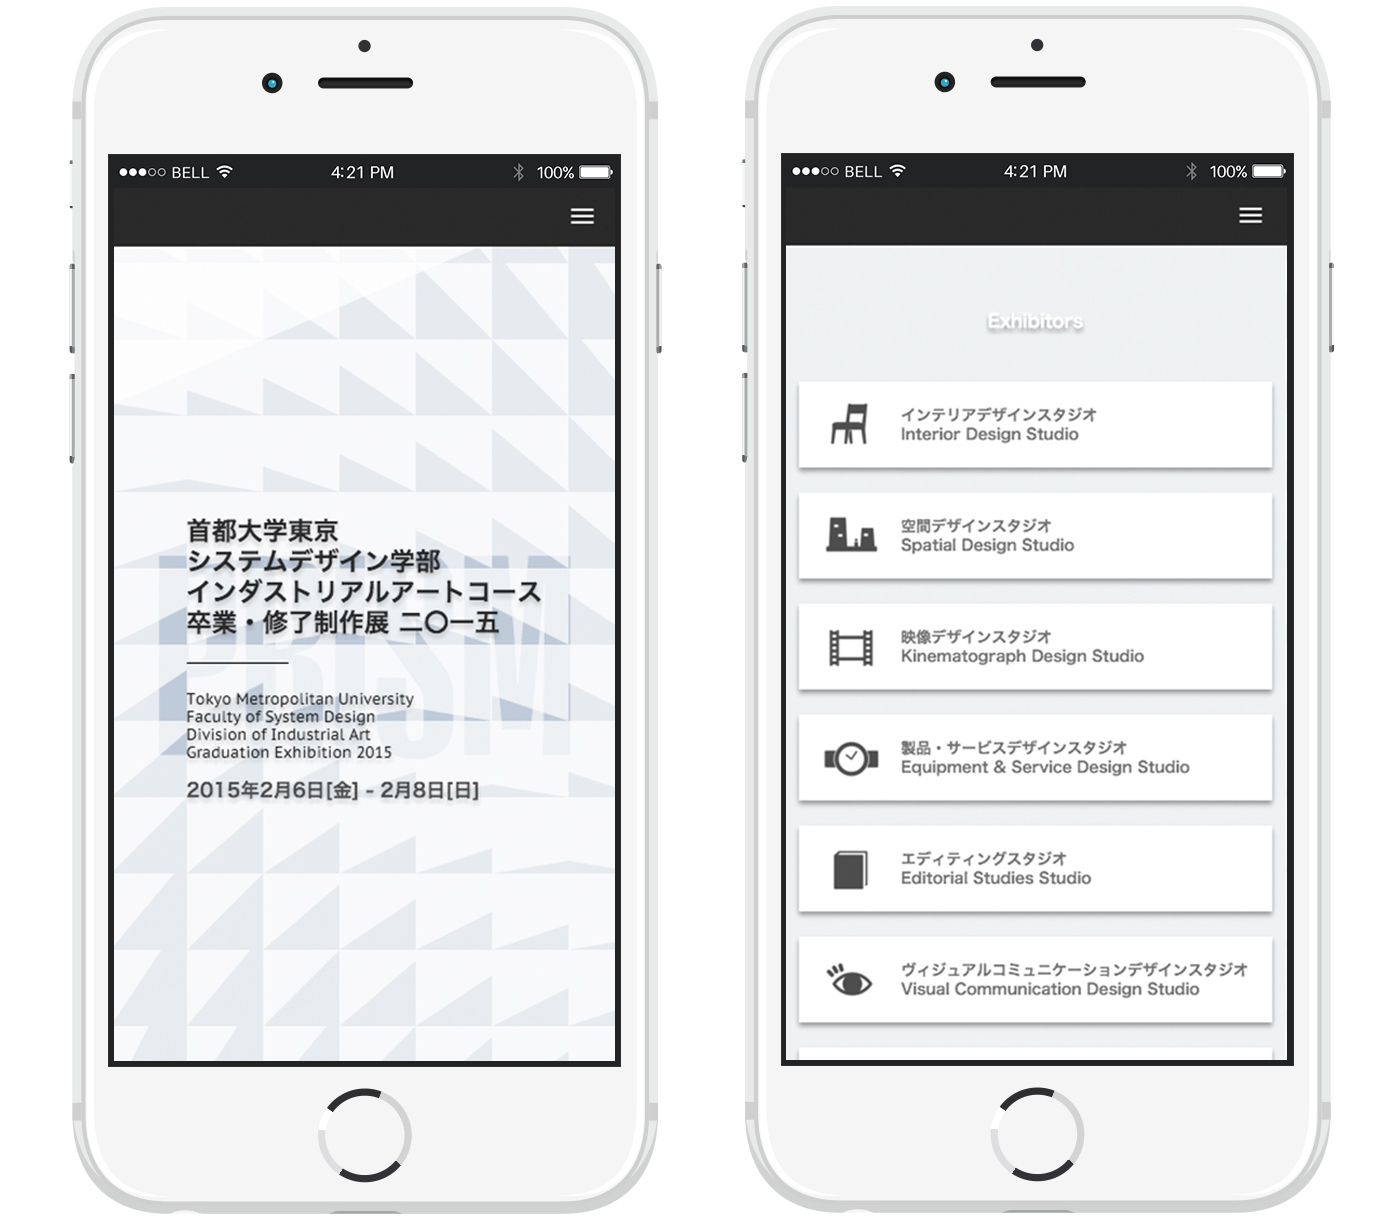 BELL 4:21 PM 100%
首都大学東京
システムデザイン学部
インダストリアルアートコース
卒業・修了制作展 二〇一五
PRISM
Tokyo Metropolitan University
Faculty of System Design
Division of Industrial Art
Graduation Exhibition 2015
2015年2月6日[金] - 2月8日[日]
BELL 4:21 PM 100%
Exhibitors
インテリアデザインスタジオ
Interior Design Studio
空間デザインスタジオ
Spatial Design Studio
映像デザインスタジオ
Kinematograph Design Studio
製品・サービスデザインスタジオ
Equipment & Service Design Studio
エディティングスタジオ
Editorial Studies Studio
ヴィジュアルコミュニケーションデザインスタジオ
Visual Communication Design Studio